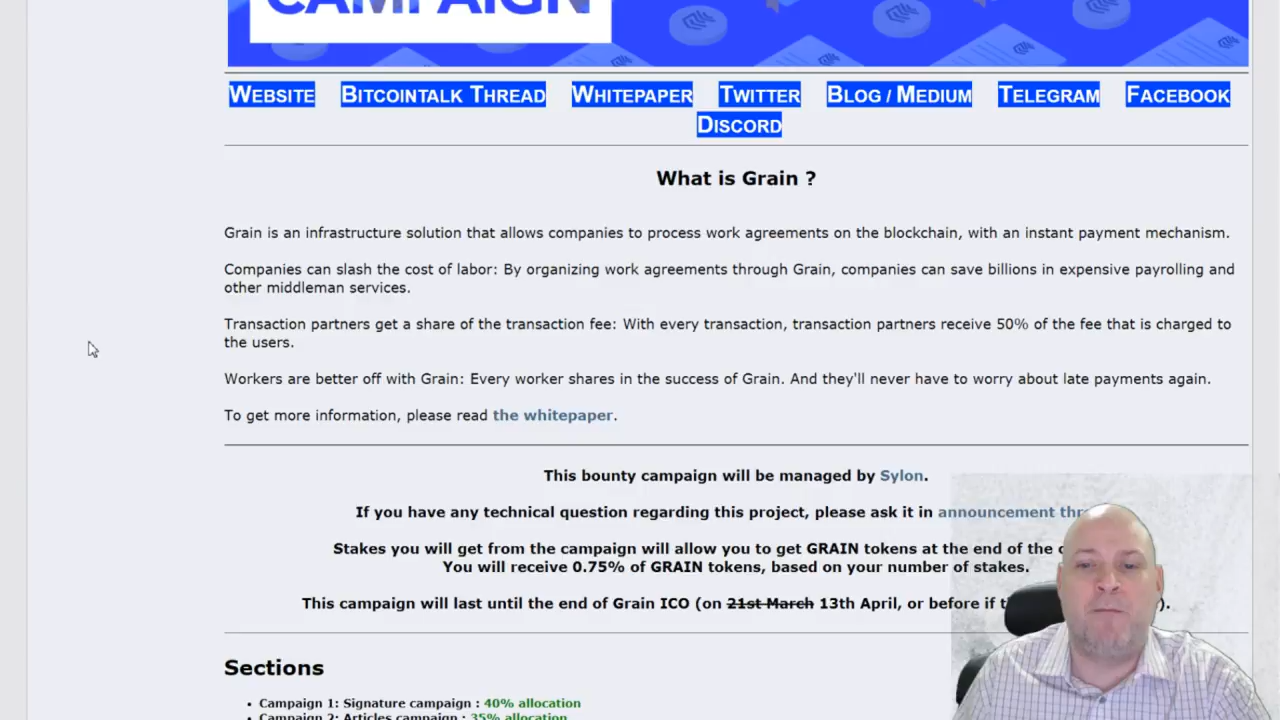 CAMPAIGN
WEBSITE BITCOINTALK THREAD WHITEPAPER TWITTER BLOG / MEDIUM TELEGRAM FACEBOOK
DISCORD
What is Grain ?
Grain is an infrastructure solution that allows companies to process work agreements on the blockchain, with an instant payment mechanism.
Companies can slash the cost of labor: By organizing work agreements through Grain, companies can save billions in expensive payrolling and
other middleman services.
Transaction partners get a share of the transaction fee: With every transaction, transaction partners receive 50% of the fee that is charged to
the users.
Workers are better off with Grain: Every worker shares in the success of Grain. And they'll never have to worry about late payments again.
To get more information, please read the whitepaper.
This bounty campaign will be managed by Sylon.
If you have any technical question regarding this project, please ask it in announcement
Stakes you will get from the campaign will allow you to get GRAIN tokens at the end of the
You will receive 0.75% of GRAIN tokens, based on your number of stakes.
This campaign will last until the end of Grain ICO (on 21st March 13th April, or before if ).
Sections
• Campaign 1: Signature campaign : 40% allocation
• Campaign 2: Articles campaign : 35% allocation